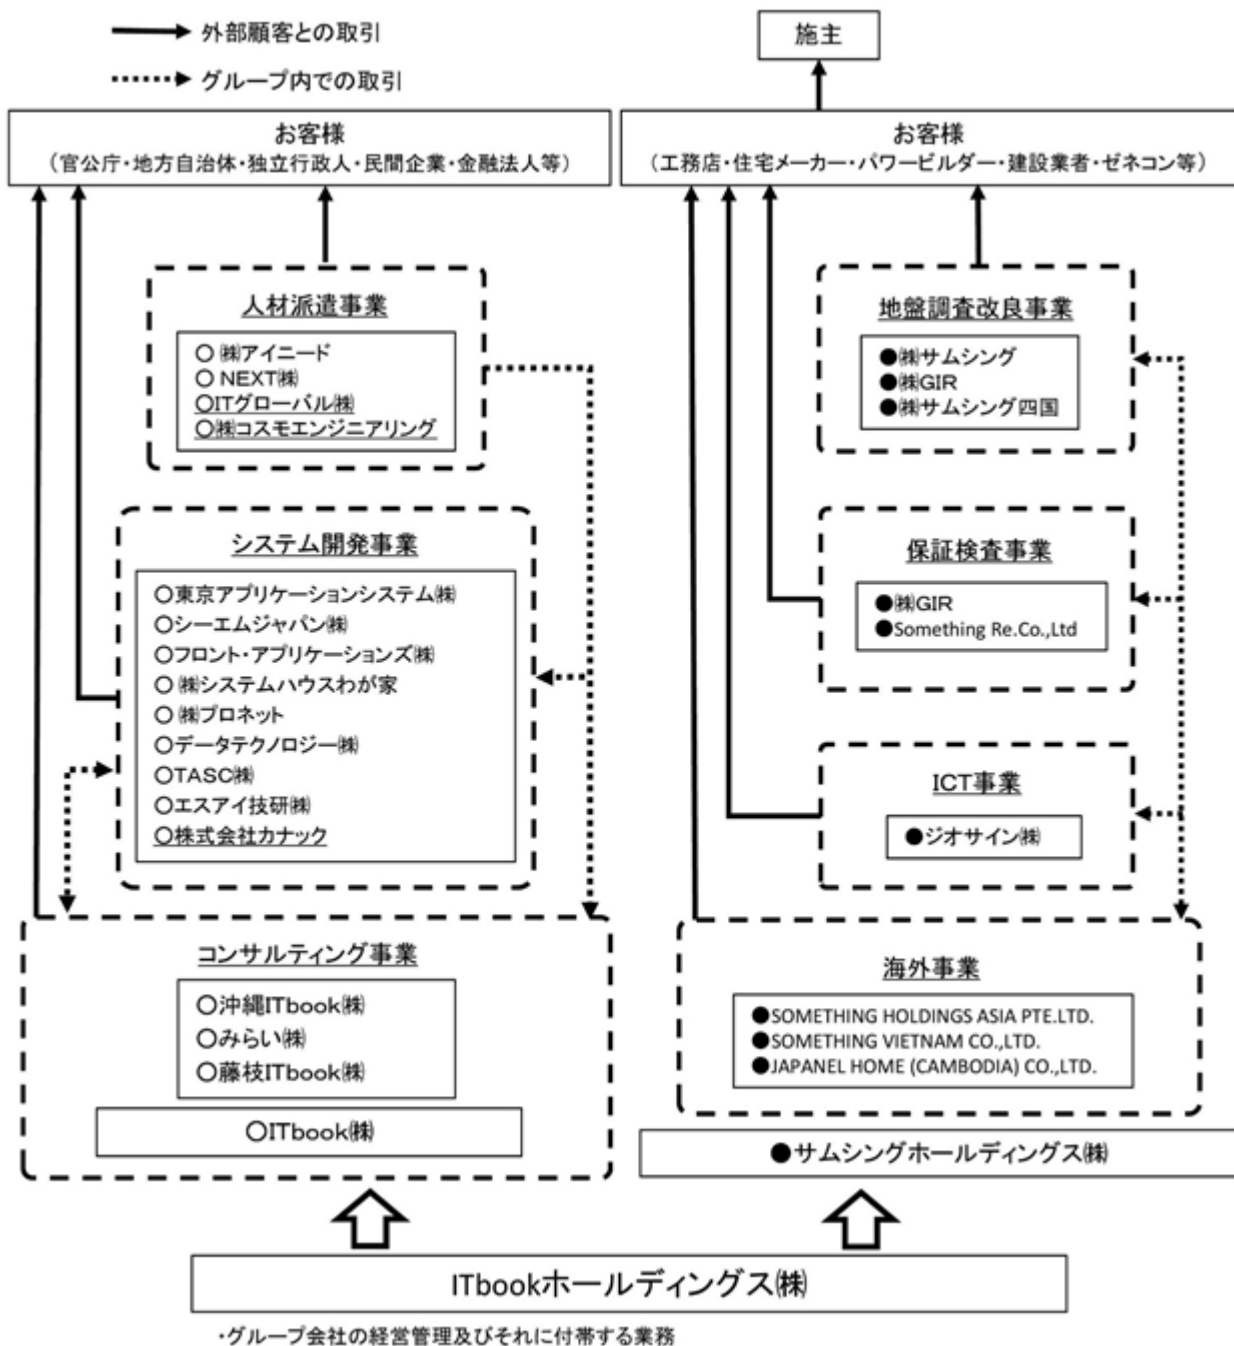 外部顧客との取引
グループ内での取引
施主
お客様
（官公庁・地方自治体・独立行政人・民間企業・金融法人等）
お客様
（工務店・住宅メーカー・パワービルダー・建設業者・ゼネコン等）
人材派遣事業
○㈱アイニード
○NEXT㈱
○ITグローバル㈱
○㈱コスモエンジニアリング
システム開発事業
○東京アプリケーションシステム㈱
○シーエムジャパン㈱
○フロント・アプリケーションズ㈱
○㈱システムハウスわが家
○㈱プロネット
○データテクノロジー㈱
○TASC㈱
○エスアイ技研㈱
○株式会社カナック
コンサルティング事業
○沖縄ITbook㈱
○みらい㈱
○藤枝ITbook㈱
○ITbook㈱
地盤調査改良事業
●㈱サムシング
●㈱GIR
●㈱サムシング四国
保証検査事業
●㈱GIR
●Something Re.Co.,Ltd
ICT事業
●ジオサイン㈱
海外事業
●SOMETHING HOLDINGS ASIA PTE.LTD.
●SOMETHING VIETNAM CO.,LTD.
●JAPANEL HOME (CAMBODIA) CO.,LTD.
●サムシングホールディングス㈱
ITbookホールディングス㈱
・グループ会社の経営管理及びそれに付帯する業務